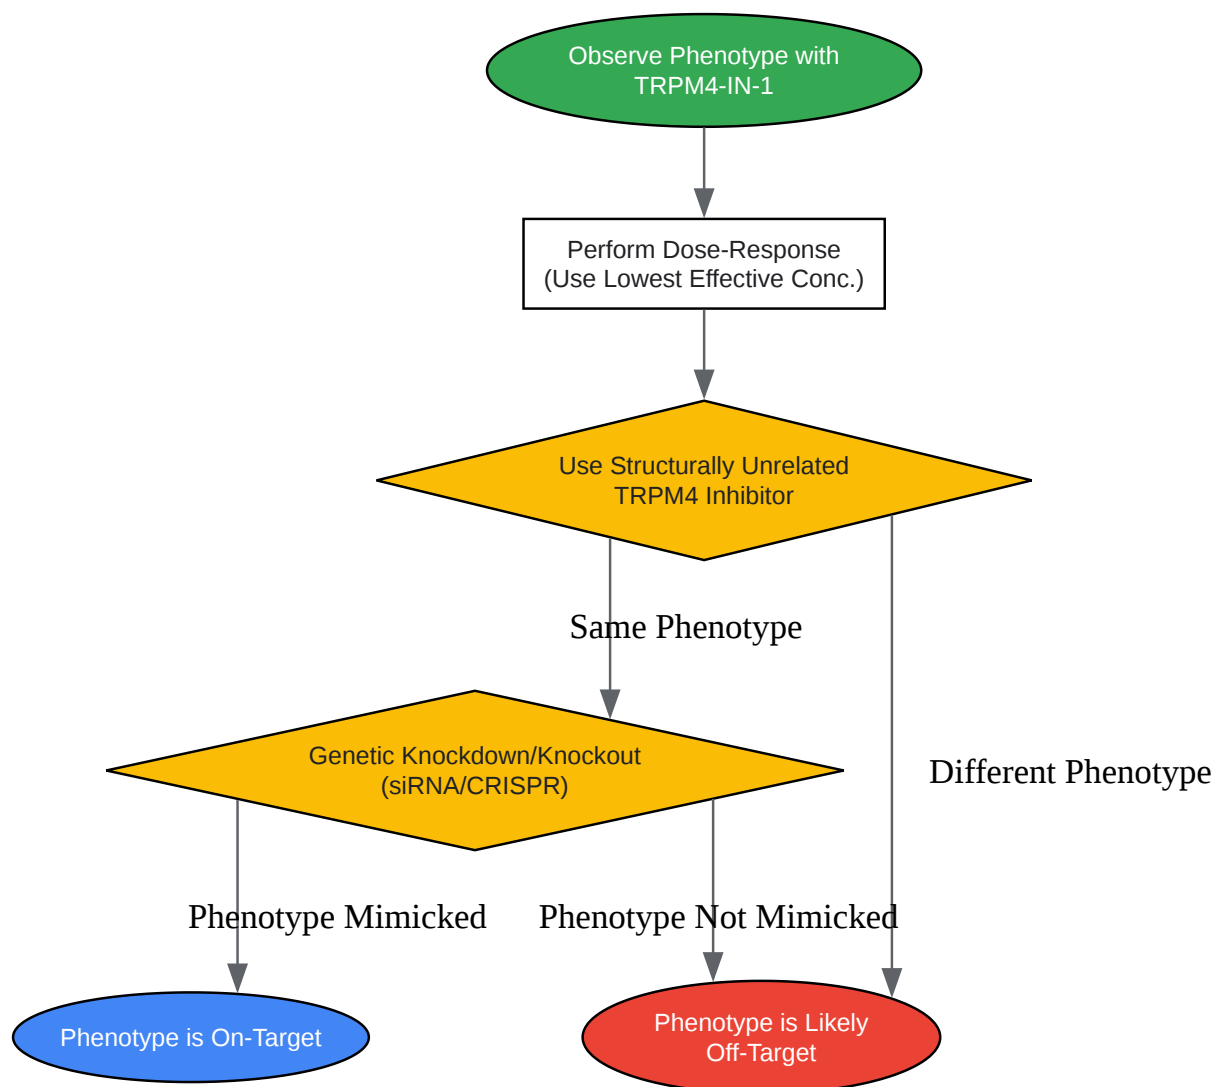 Observe Phenotype with
TRPM4-IN-1
Perform Dose-Response
(Use Lowest Effective Conc.)
Use Structurally Unrelated
TRPM4 Inhibitor
Same Phenotype
Genetic Knockdown/Knockout
(siRNA/CRISPR)
Different Phenotype
Phenotype Mimicked
Phenotype Not Mimicked
Phenotype is On-Target
Phenotype is Likely
Off-Target